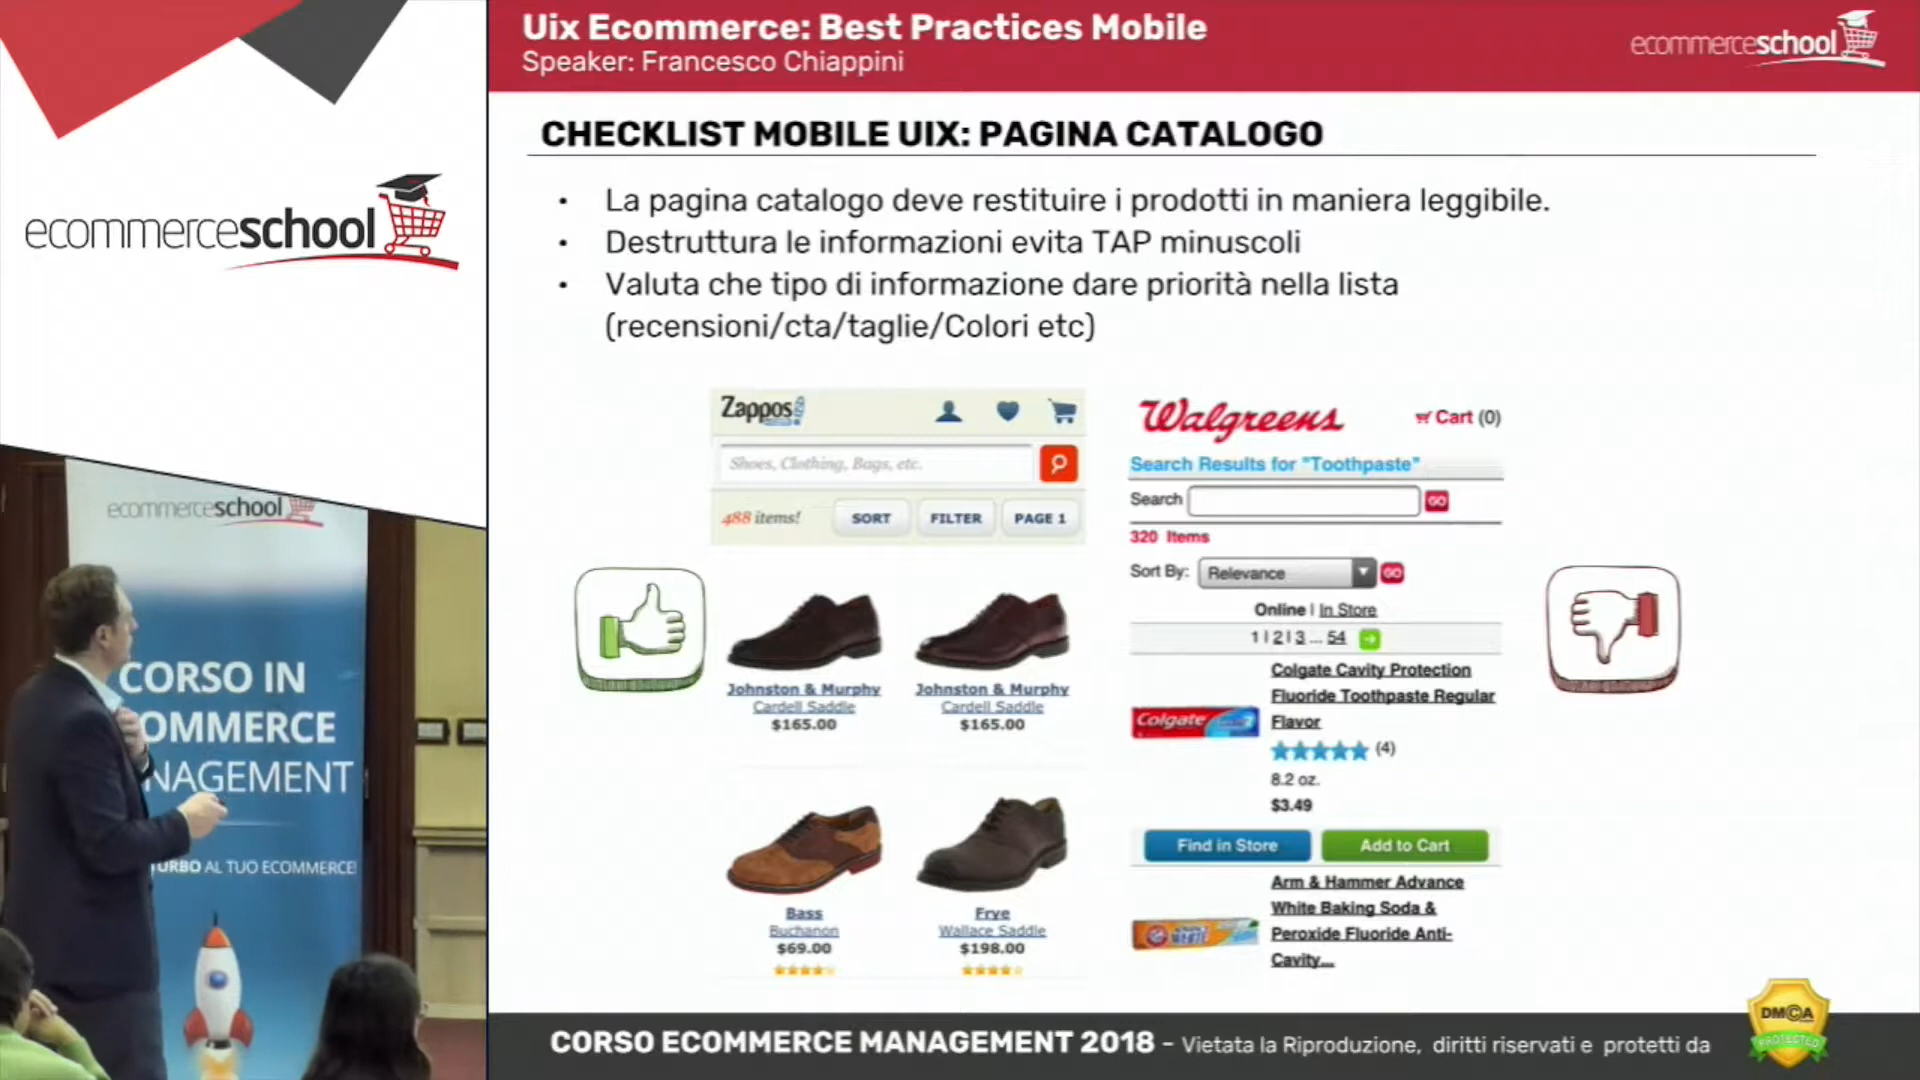 Uix Ecommerce: Best Practices Mobile
Speaker: Francesco Chiappini
ecommerceschool
ecommerceschool
CHECKLIST MOBILE UIX: PAGINA CATALOGO
• La pagina catalogo deve restituire i prodotti in maniera leggibile.
• Destruttura le informazioni evita TAP minuscoli
• Valuta che tipo di informazione dare priorità nella lista
(recensioni/cta/taglie/Colori etc)
Zappos
Shoes, Clothing, Bags, etc.
488 items!
SORT
FILTER
PAGE 1
Johnston & Murphy
Cardell Saddle
$165.00
Johnston & Murphy
Cardell Saddle
$165.00
Bass
Buchanon
$69.00
Frye
Wallace Saddle
$198.00
Walgreens
Cart (0)
Search Results for "Toothpaste"
Search
GO
320 Items
Sort By:
Relevance
GO
Online | In Store
1 | 2 | 3 ... 54
Colgate
Colgate Cavity Protection
Fluoride Toothpaste Regular
Flavor
(4)
8.2 oz.
$3.49
Find in Store
Add to Cart
WHITE
Arm & Hammer Advance
White Baking Soda &
Peroxide Fluoride Anti-
Cavity...
ecommerceschool
CORSO IN
OMMERCE
NAGEMENT
TURBO AL TUO ECOMMERCE!
CORSO ECOMMERCE MANAGEMENT 2018 - Vietata la Riproduzione, diritti riservati e protetti da
DMCA
PROTECTED